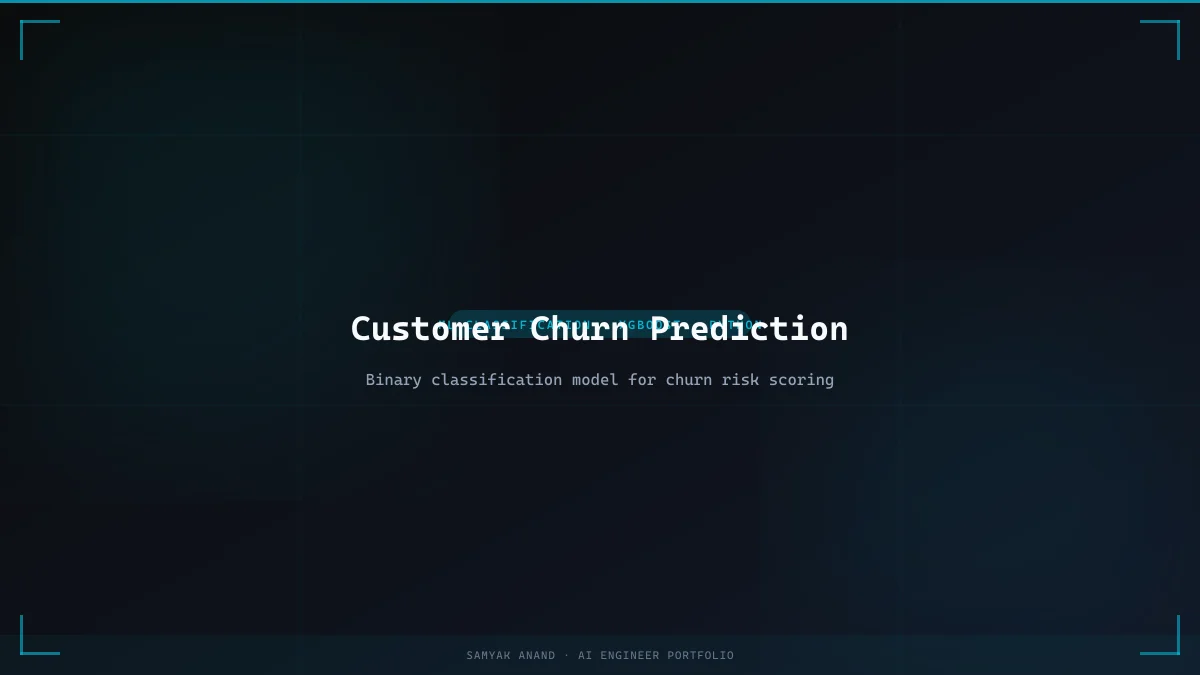 Customer Churn Prediction
Binary classification model for churn risk scoring
SAMYAK ANAND · AI ENGINEER PORTFOLIO